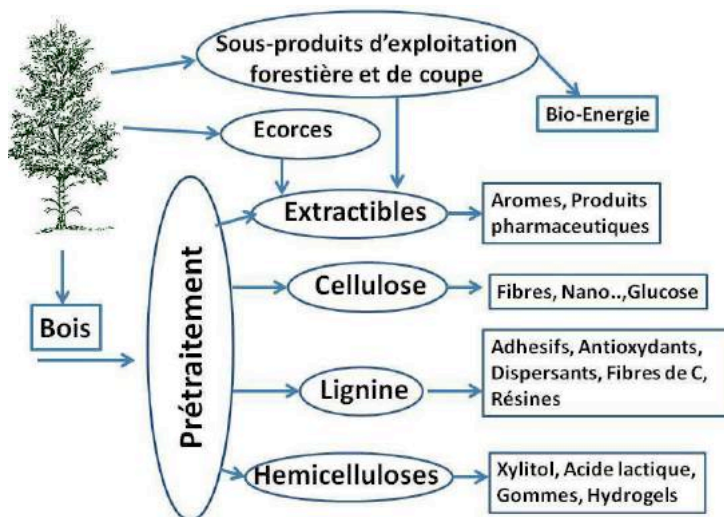 Sous-produits d’exploitation
forestière et de coupe
Bio-Energie
Ecorces
Extractibles
Aromes, Produits
pharmaceutiques
Cellulose
Fibres, Nano..,Glucose
Bois
Prétraitement
Lignine
Adhesifs, Antioxydants,
Dispersants, Fibres de C,
Résines
Hemicelluloses
Xylitol, Acide lactique,
Gommes, Hydrogels